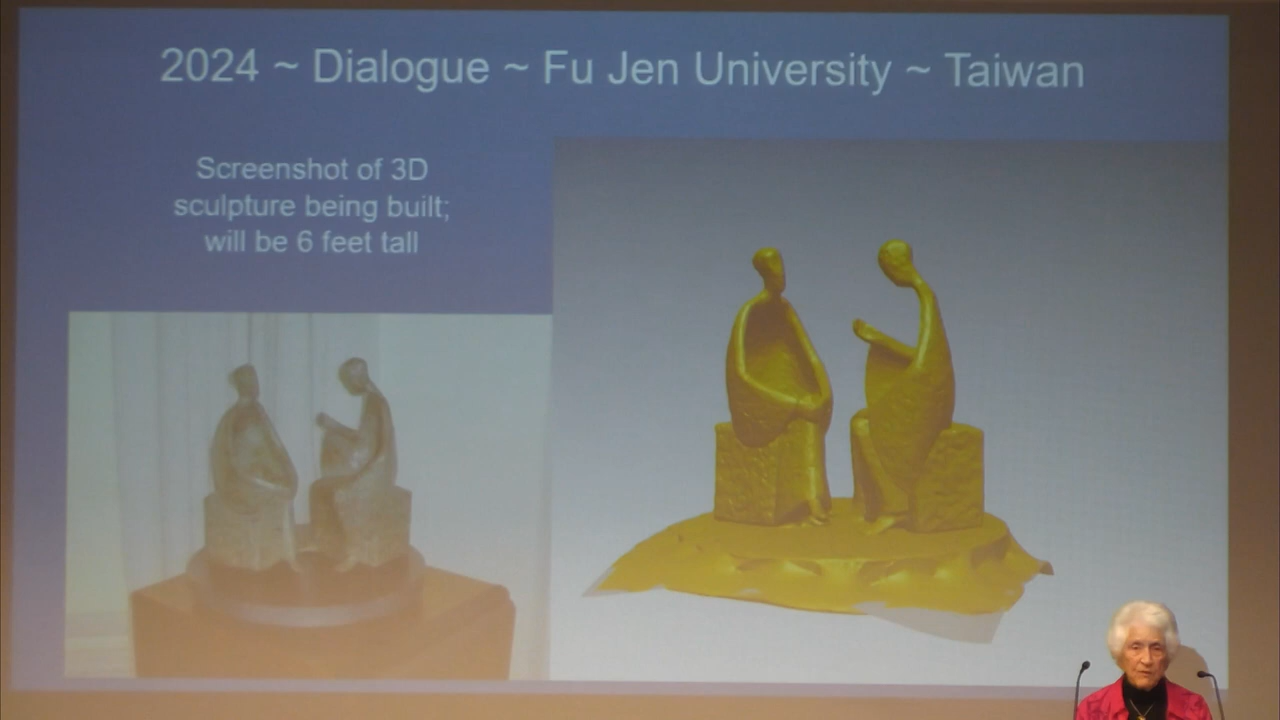 2024 ~ Dialogue ~ Fu Jen University ~ Taiwan
Screenshot of 3D
sculpture being built;
will be 6 feet tall